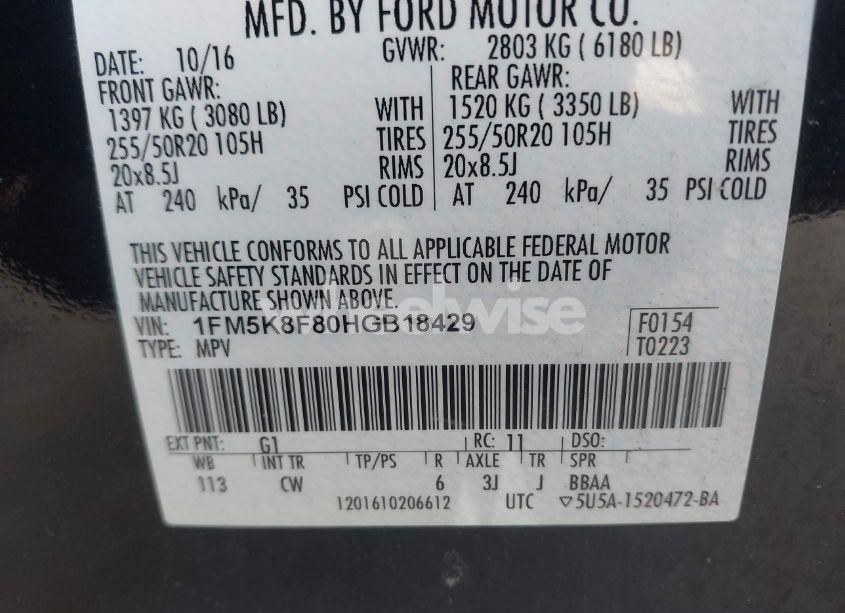 MFD. BY FORD MOTOR CO.
DATE: 10/16 GVWR: 2803 KG ( 6180 LB)
FRONT GAWR: REAR GAWR:
1397 KG ( 3080 LB) WITH 1520 KG ( 3350 LB) WITH
255/50R20 105H TIRES 255/50R20 105H TIRES
20x8.5J RIMS 20x8.5J RIMS
AT 240 kPa/ 35 PSI COLD AT 240 kPa/ 35 PSI COLD
THIS VEHICLE CONFORMS TO ALL APPLICABLE FEDERAL MOTOR
VEHICLE SAFETY STANDARDS IN EFFECT ON THE DATE OF
MANUFACTURE SHOWN ABOVE.
VIN: 1FM5K8F80HGB18429 F0154
TYPE: MPV T0223
EXT PNT: G1 RC: 11 DSO:
WB INT TR TP/PS R AXLE TR SPR
113 CW 6 3J J BBAA
1201610206612 UTC ▽5U5A-1520472-BA